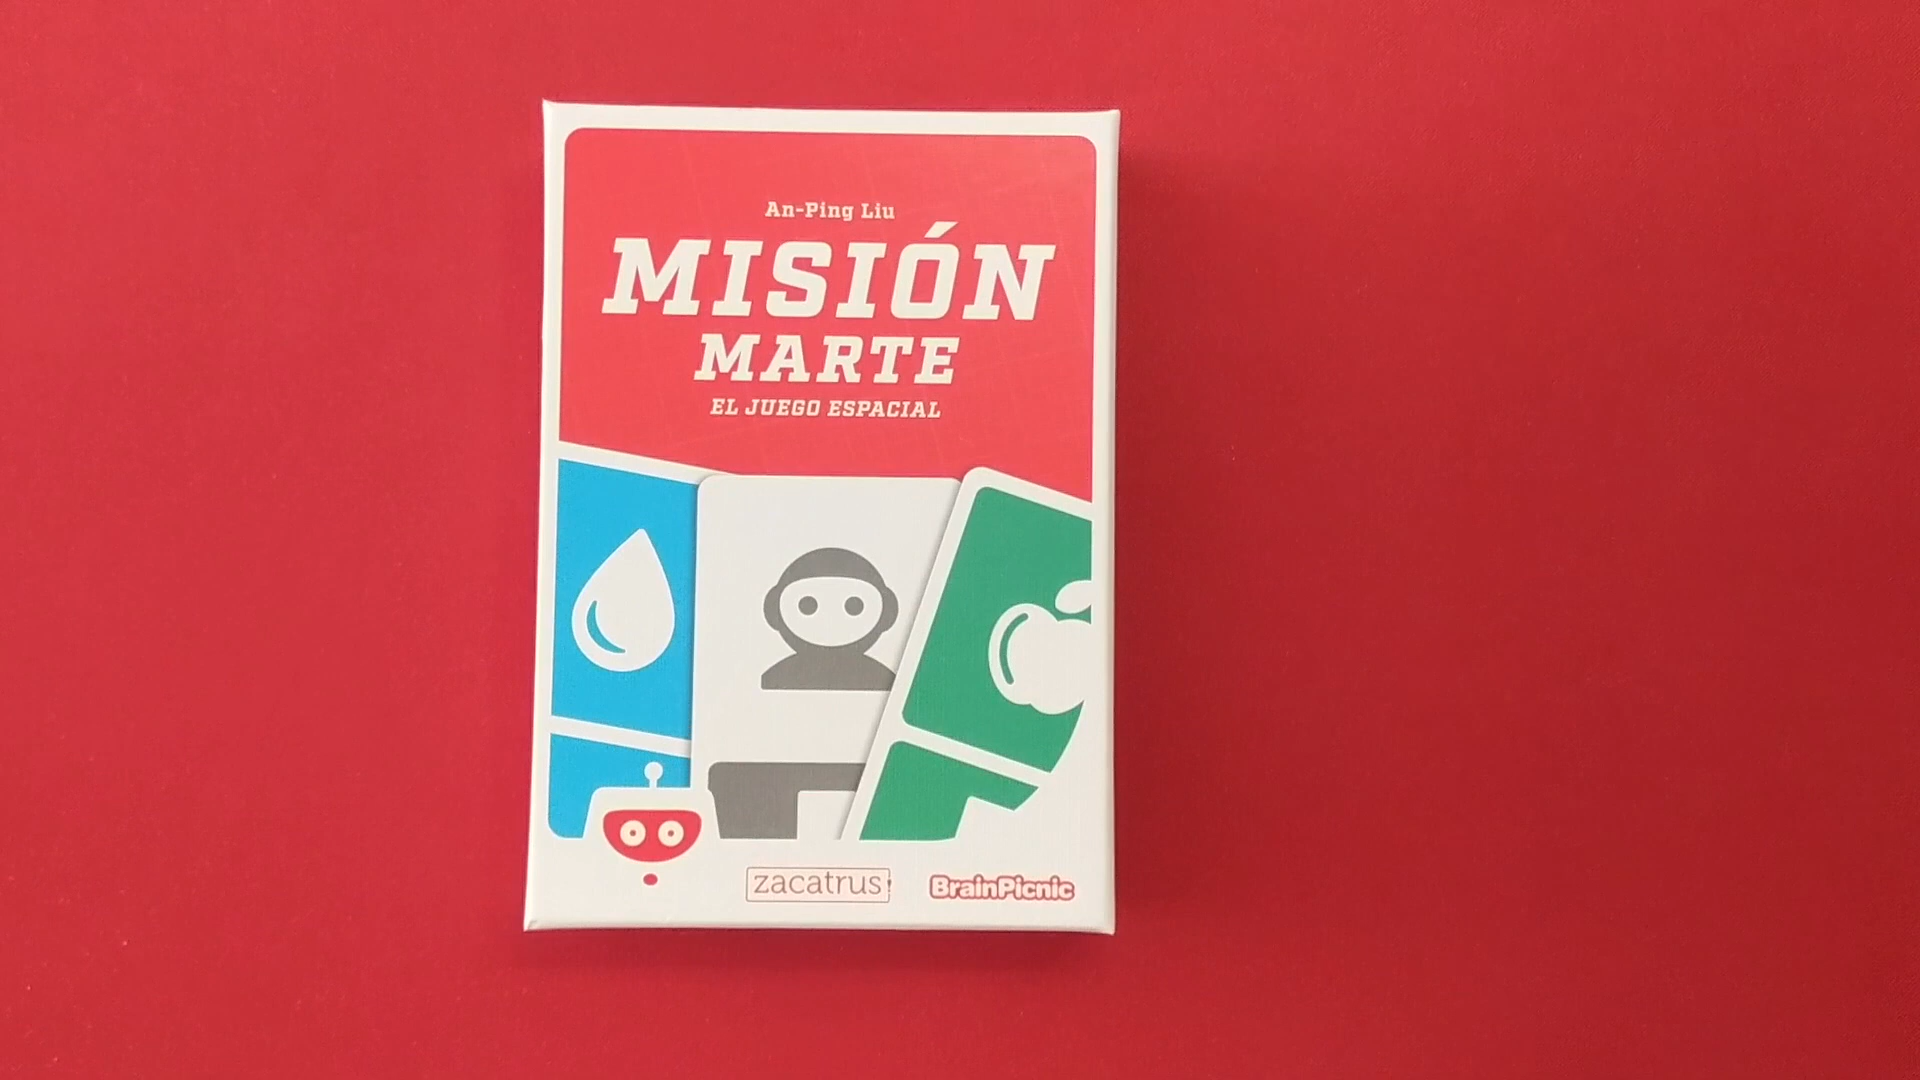 An-Ping Liu
MISIÓN
MARTE
EL JUEGO ESPACIAL
zacatrus!
BrainPicnic